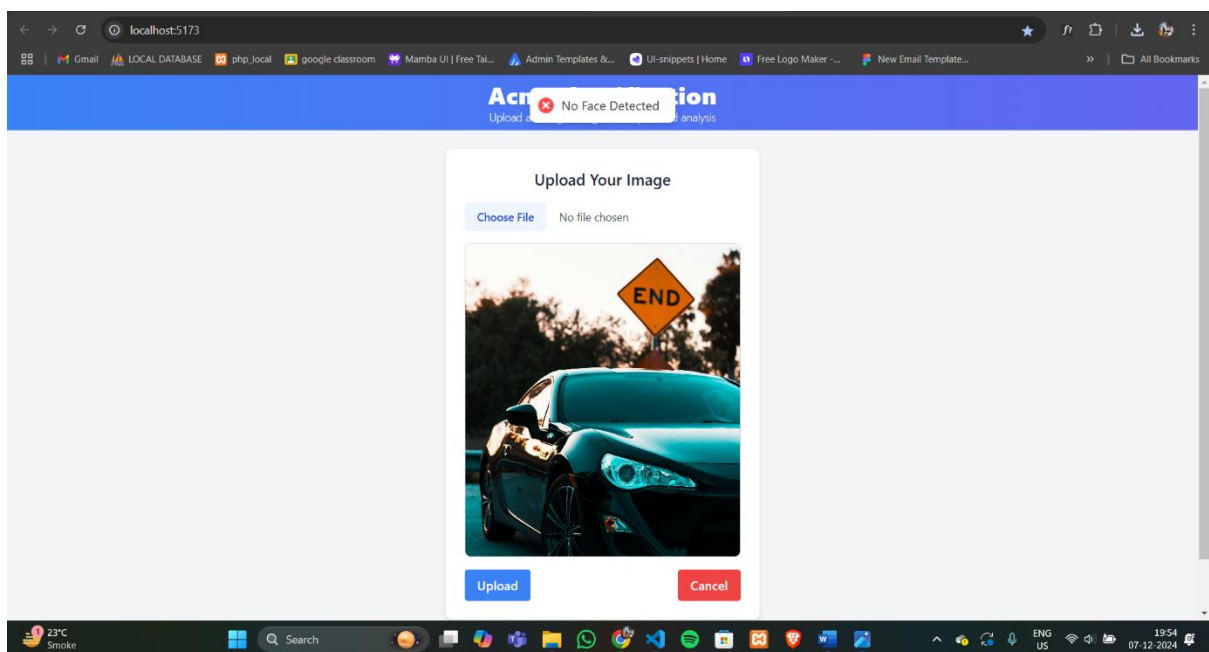 localhost:5173
Gmail LOCAL DATABASE php_local google classroom Mamba UI | Free Tai... Admin Templates &... UI-snippets | Home Free Logo Maker -... New Email Template... » All Bookmarks
No Face Detected
Upload analysis
Upload Your Image
Choose File No file chosen
END
Upload Cancel
1
23°C
Smoke
Search
ENG
US
19:54
07-12-2024